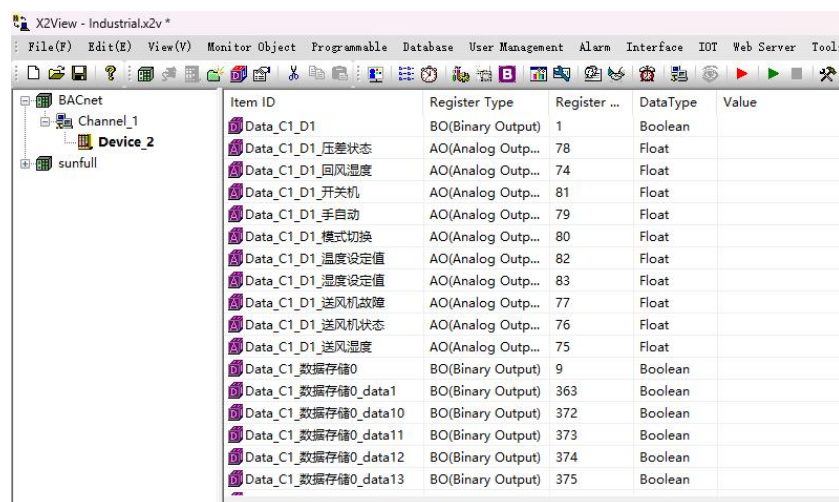 X2View - Industrial.x2v *
File(F) Edit(E) View(V) Monitor Object Programmable Database User Management Alarm Interface IOT Web Server Tool
BACnet
Channel_1
Device_2
sunfull
Item ID Register Type Register ... DataType Value
Data_C1_D1 BO(Binary Output) 1 Boolean
Data_C1_D1_压差状态 AO(Analog Outp... 78 Float
Data_C1_D1_回风湿度 AO(Analog Outp... 74 Float
Data_C1_D1_开关机 AO(Analog Outp... 81 Float
Data_C1_D1_手自动 AO(Analog Outp... 79 Float
Data_C1_D1_模式切换 AO(Analog Outp... 80 Float
Data_C1_D1_温度设定值 AO(Analog Outp... 82 Float
Data_C1_D1_湿度设定值 AO(Analog Outp... 83 Float
Data_C1_D1_送风机故障 AO(Analog Outp... 77 Float
Data_C1_D1_送风机状态 AO(Analog Outp... 76 Float
Data_C1_D1_送风湿度 AO(Analog Outp... 75 Float
Data_C1_数据存储0 BO(Binary Output) 9 Boolean
Data_C1_数据存储0_data1 BO(Binary Output) 363 Boolean
Data_C1_数据存储0_data10 BO(Binary Output) 372 Boolean
Data_C1_数据存储0_data11 BO(Binary Output) 373 Boolean
Data_C1_数据存储0_data12 BO(Binary Output) 374 Boolean
Data_C1_数据存储0_data13 BO(Binary Output) 375 Boolean